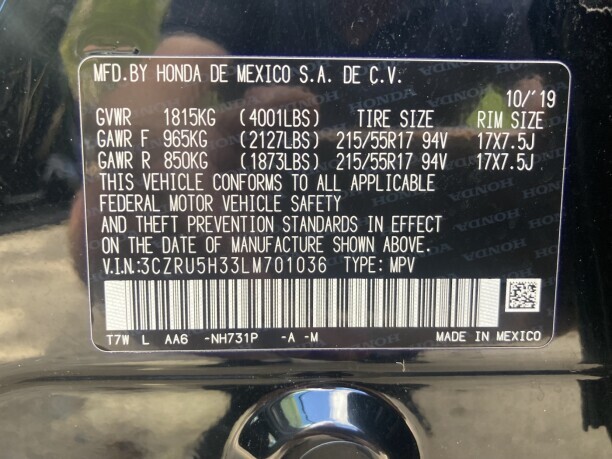 MFD.BY HONDA DE MEXICO S.A. DE C.V.
10/'19
GVWR 1815KG (4001LBS) TIRE SIZE RIM SIZE
GAWR F 965KG (2127LBS) 215/55R17 94V 17X7.5J
GAWR R 850KG (1873LBS) 215/55R17 94V 17X7.5J
THIS VEHICLE CONFORMS TO ALL APPLICABLE
FEDERAL MOTOR VEHICLE SAFETY
AND THEFT PREVENTION STANDARDS IN EFFECT
ON THE DATE OF MANUFACTURE SHOWN ABOVE.
V.I.N:3CZRU5H33LM701036 TYPE: MPV
T7W L AA6 -NH731P -A -M MADE IN MEXICO